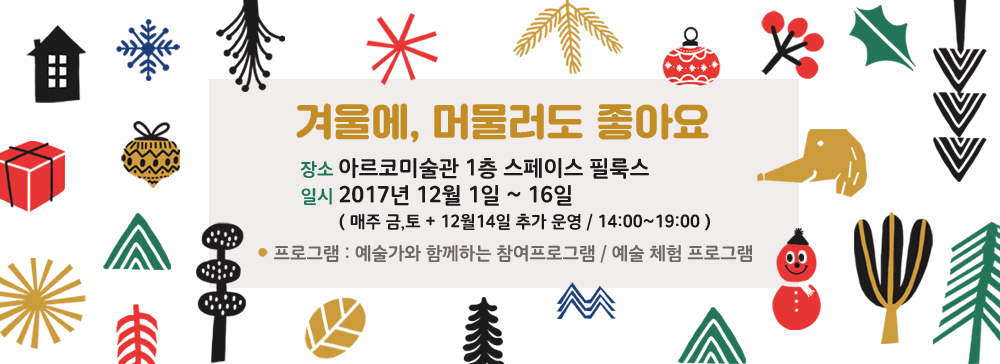 겨울에, 머물러도 좋아요
장소 아르코미술관 1층 스페이스 필룩스
일시 2017년 12월 1일 ~ 16일
( 매주 금,토 + 12월14일 추가 운영 / 14:00~19:00 )
• 프로그램 : 예술가와 함께하는 참여프로그램 / 예술 체험 프로그램